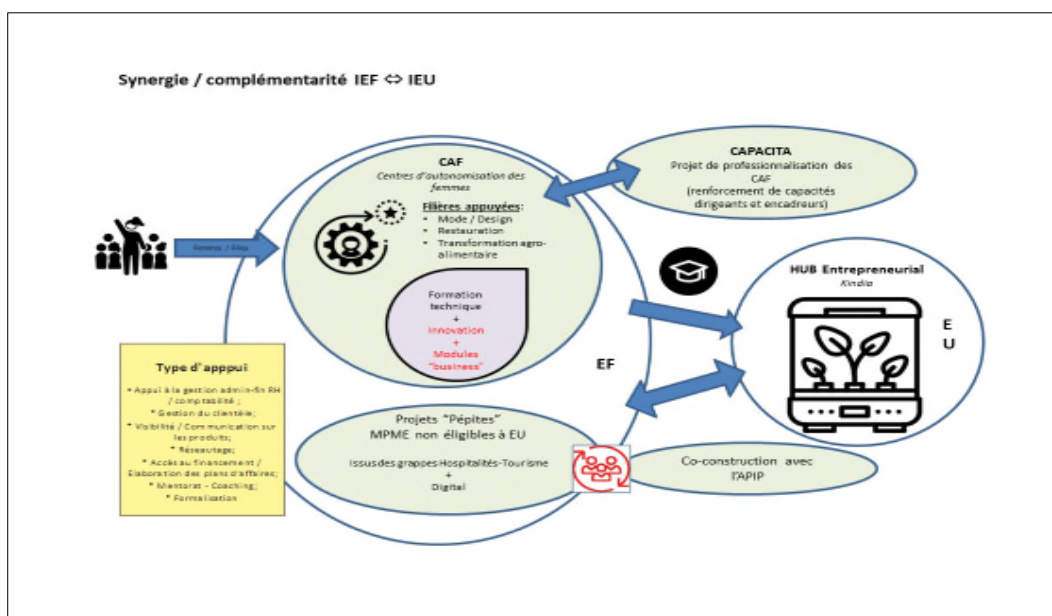 Synergie / complémentarité IEF ⇔ IEU
CAF
Centres d'autonomisation des
femmes
Filières appuyées:
• Mode / Design
• Restauration
• Transformation agro-
alimentaire
Formation
technique
+
Innovation
+
Modules
"business"
CAPACITA
Projet de professionnalisation des
CAF
(renforcement de capacités
dirigeants et encadreurs)
HUB Entrepreneurial
Kindia
E
U
EF
Type d'apppui
* Appui à la gestion admin-fin RH
/ comptabilité ;
* Gestion du clientèle;
* Visibilité / Communication sur
les produits;
* Réseautage;
* Accès au financement /
Elaboration des plans d'affaires;
* Mentorat - Coaching;
* Formalisation
Projets "Pépites"
MPME non éligibles à EU
Issus des grappes Hospitalités-Tourisme
+
Digital
Co-construction avec
l'APIP